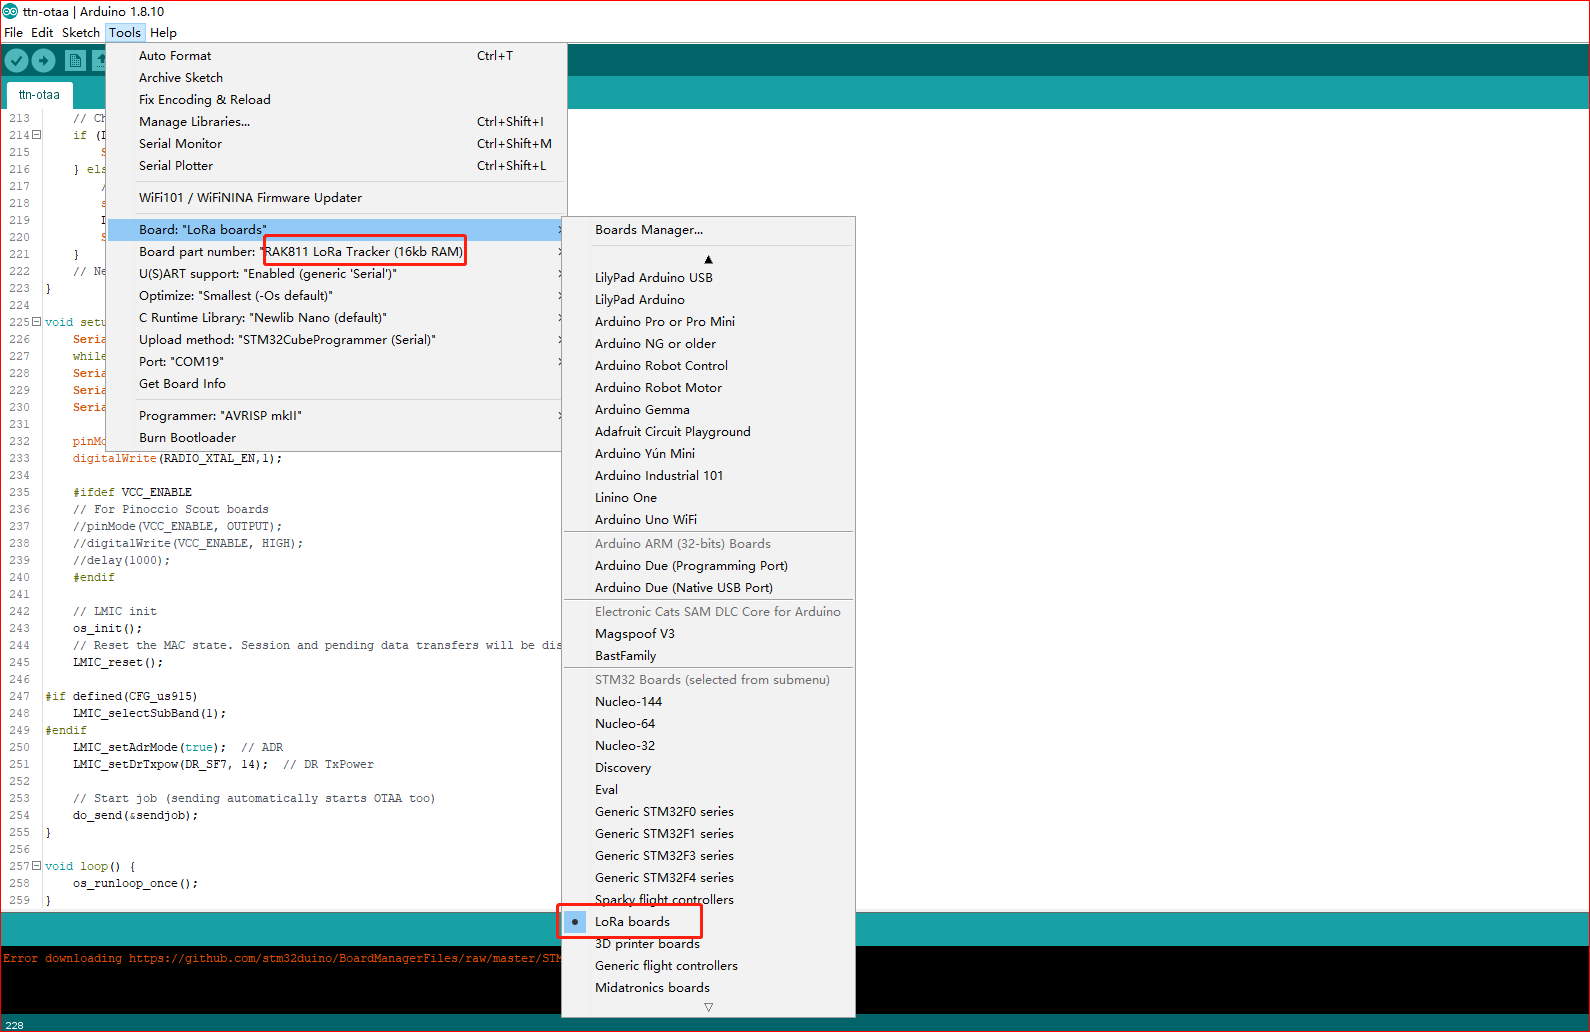 ttn-otaa | Arduino 1.8.10
File Edit Sketch Tools Help
ttn-otaa
Auto Format Ctrl+T
Archive Sketch
Fix Encoding & Reload
Manage Libraries... Ctrl+Shift+I
Serial Monitor Ctrl+Shift+M
Serial Plotter Ctrl+Shift+L
WiFi101 / WiFiNINA Firmware Updater
Board: "LoRa boards"
Board part number: "RAK811 LoRa Tracker (16kb RAM)
U(S)ART support: "Enabled (generic 'Serial')"
Optimize: "Smallest (-Os default)"
C Runtime Library: "Newlib Nano (default)"
Upload method: "STM32CubeProgrammer (Serial)"
Port: "COM19"
Get Board Info
Programmer: "AVRISP mkII"
Burn Bootloader
Boards Manager...
LilyPad Arduino USB
LilyPad Arduino
Arduino Pro or Pro Mini
Arduino NG or older
Arduino Robot Control
Arduino Robot Motor
Arduino Gemma
Adafruit Circuit Playground
Arduino Yún Mini
Arduino Industrial 101
Linino One
Arduino Uno WiFi
Arduino ARM (32-bits) Boards
Arduino Due (Programming Port)
Arduino Due (Native USB Port)
Electronic Cats SAM DLC Core for Arduino
Magspoof V3
BastFamily
STM32 Boards (selected from submenu)
Nucleo-144
Nucleo-64
Nucleo-32
Discovery
Eval
Generic STM32F0 series
Generic STM32F1 series
Generic STM32F3 series
Generic STM32F4 series
Sparky flight controllers
LoRa boards
3D printer boards
Generic flight controllers
Midatronics boards
213 // Ch
214 if (I
215 S
216 } els
217 /
218 s
219 I
220 S
221 }
222 // Ne
223 }
224
225 void setu
226 Seria
227 while
228 Seria
229 Seria
230 Seria
231
232 pinMo
233 digitalWrite(RADIO_XTAL_EN,1);
234
235 #ifdef VCC_ENABLE
236 // For Pinoccio Scout boards
237 //pinMode(VCC_ENABLE, OUTPUT);
238 //digitalWrite(VCC_ENABLE, HIGH);
239 //delay(1000);
240 #endif
241
242 // LMIC init
243 os_init();
244 // Reset the MAC state. Session and pending data transfers will be dis
245 LMIC_reset();
246
247 #if defined(CFG_us915)
248 LMIC_selectSubBand(1);
249 #endif
250 LMIC_setAdrMode(true); // ADR
251 LMIC_setDrTxpow(DR_SF7, 14); // DR TxPower
252
253 // Start job (sending automatically starts OTAA too)
254 do_send(&sendjob);
255 }
256
257 void loop() {
258 os_runloop_once();
259 }
Error downloading https://github.com/stm32duino/BoardManagerFiles/raw/master/STM
228